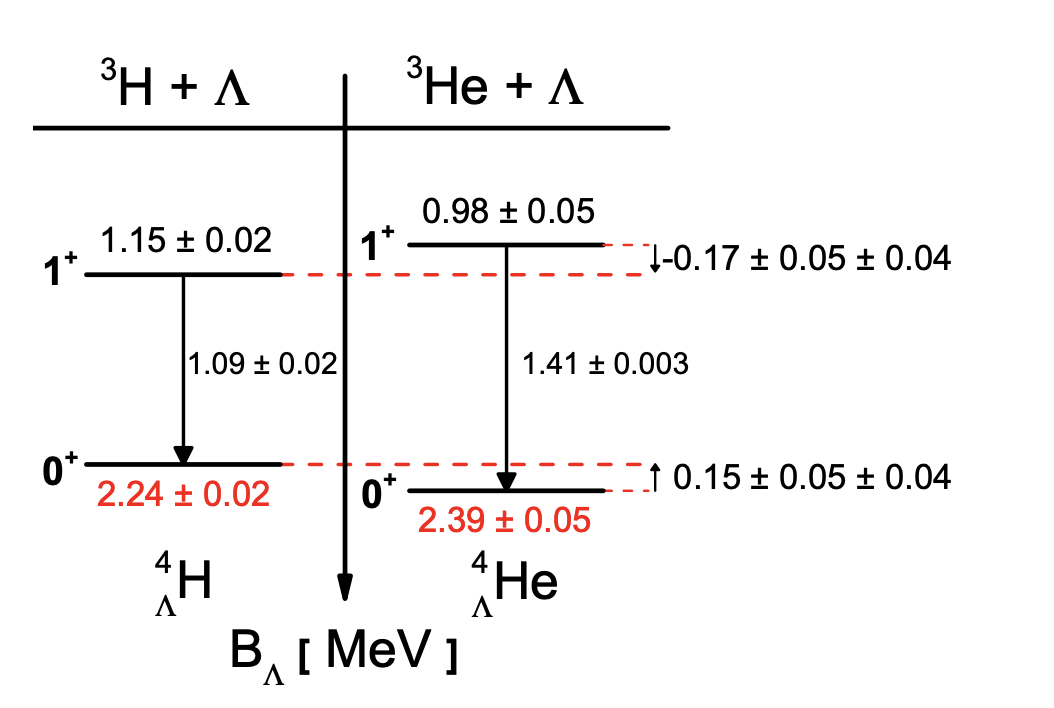 ³H + Λ
³He + Λ
0.98 ± 0.05
1.15 ± 0.02
1⁺
1⁺
-0.17 ± 0.05 ± 0.04
1.09 ± 0.02
1.41 ± 0.003
0⁺
0⁺
0.15 ± 0.05 ± 0.04
2.24 ± 0.02
2.39 ± 0.05
⁴ΛH
⁴ΛHe
BΛ [ MeV ]